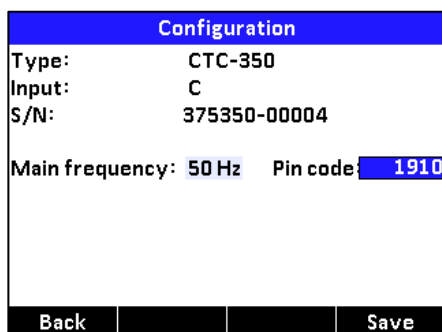 Configuration
Type: CTC-350
Input: C
S/N: 375350-00004
Main frequency: 50 Hz Pin code: 1910
Back Save